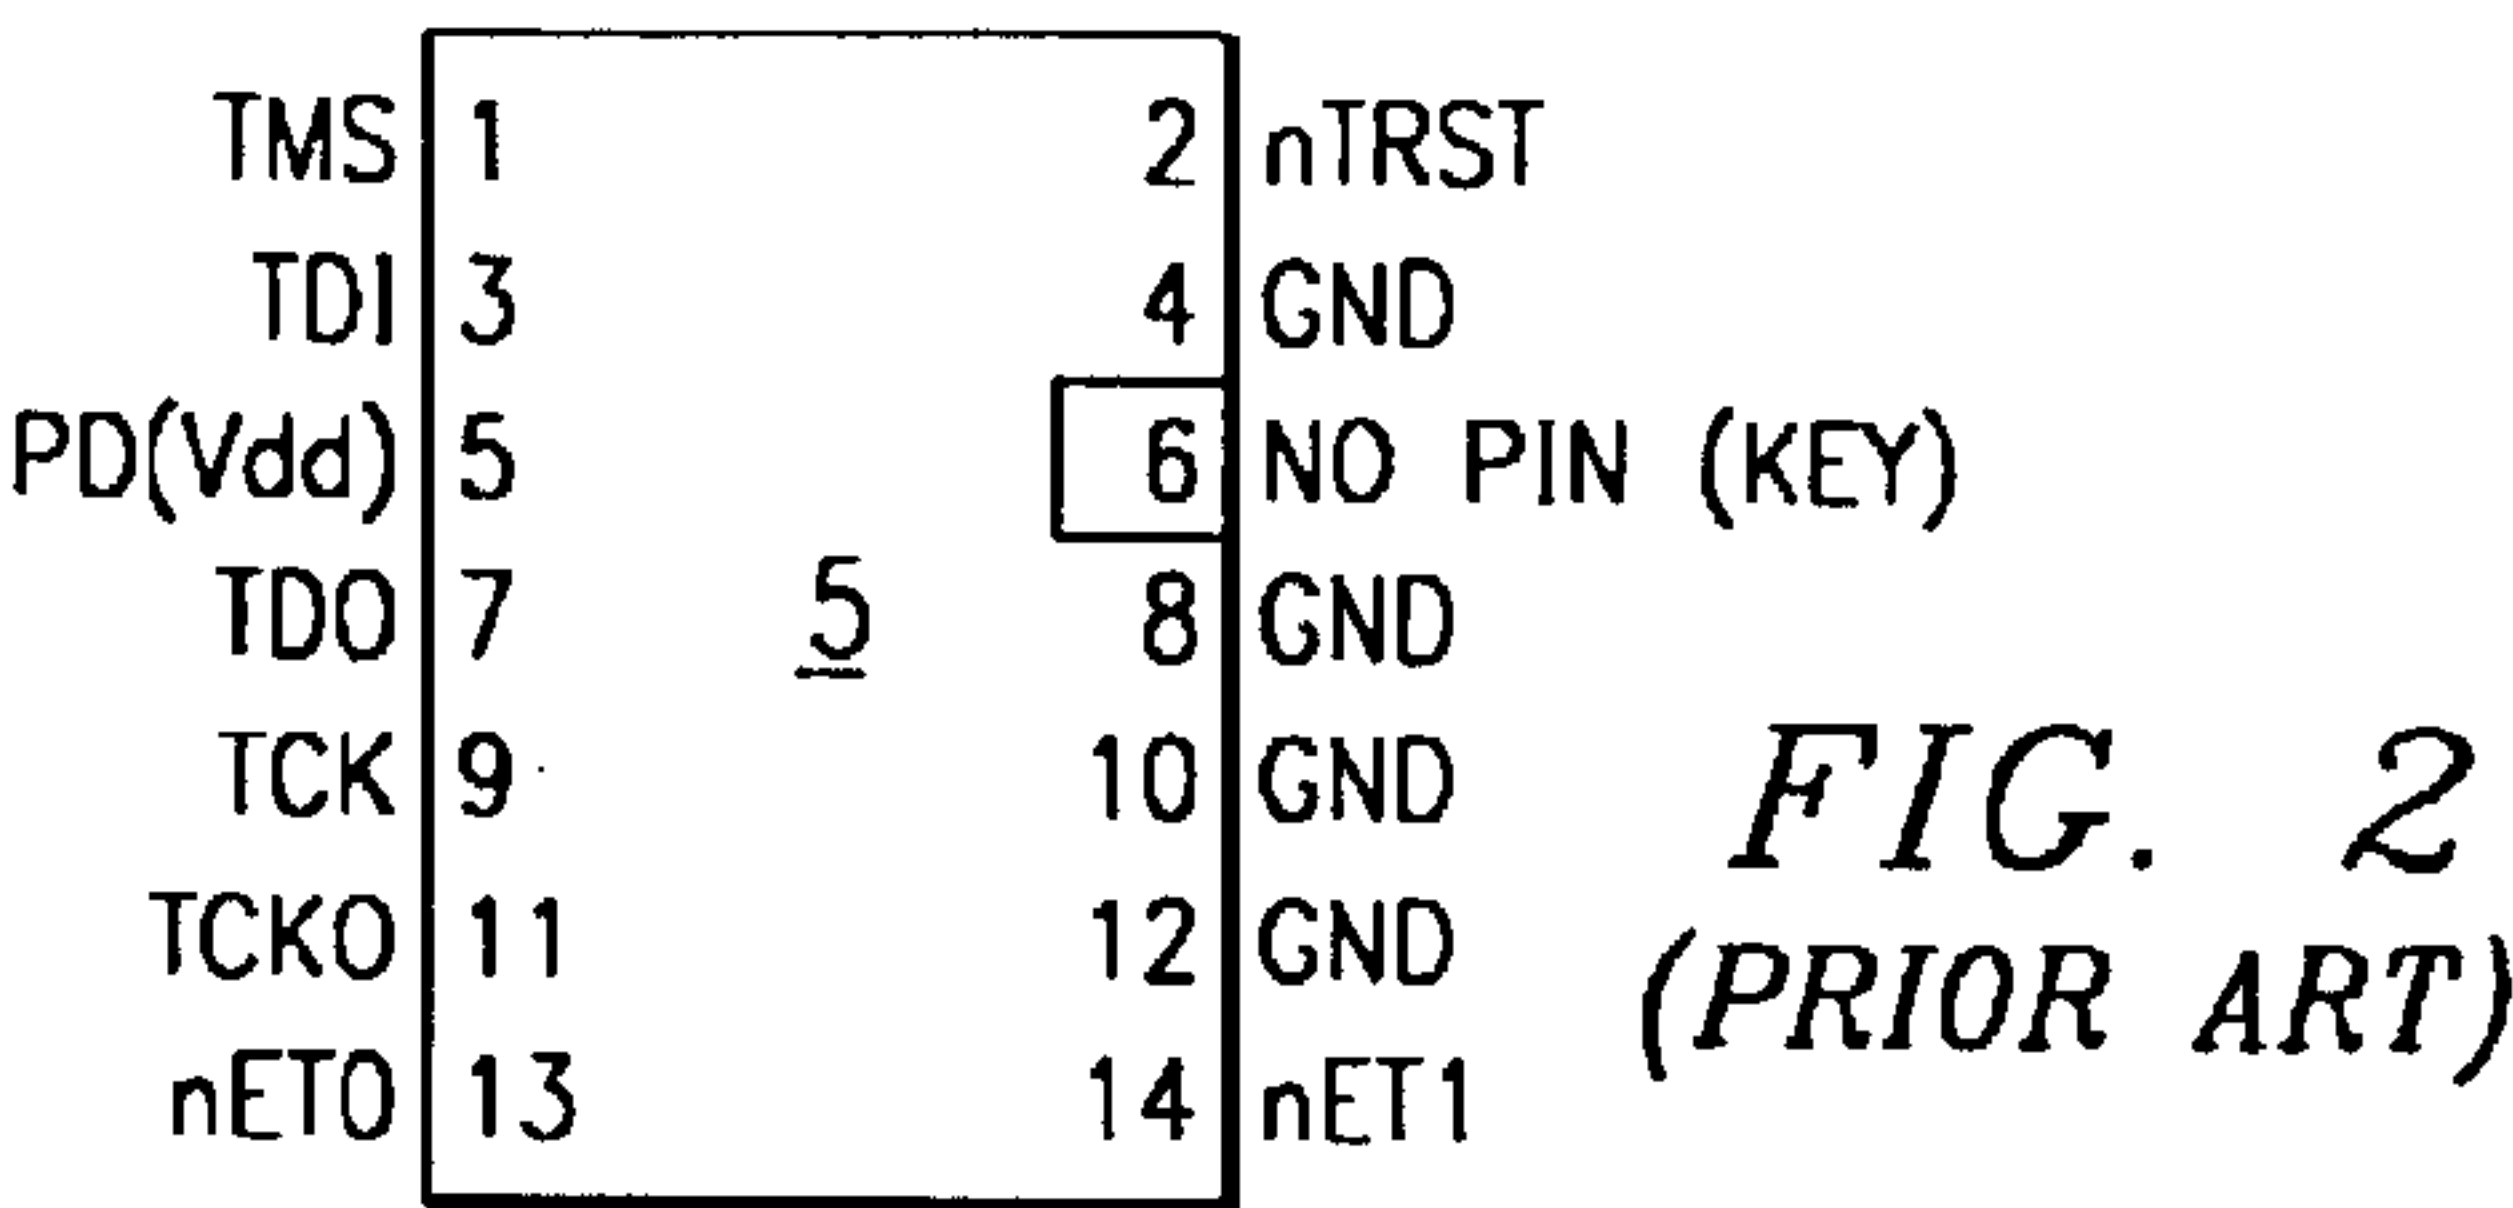 TMS 1 2 nTRST
TDI 3 4 GND
PD(Vdd) 5 6 NO PIN (KEY)
TDO 7 5 8 GND
TCK 9 10 GND
TCKO 11 12 GND
nETO 13 14 nET1
FIG. 2
(PRIOR ART)